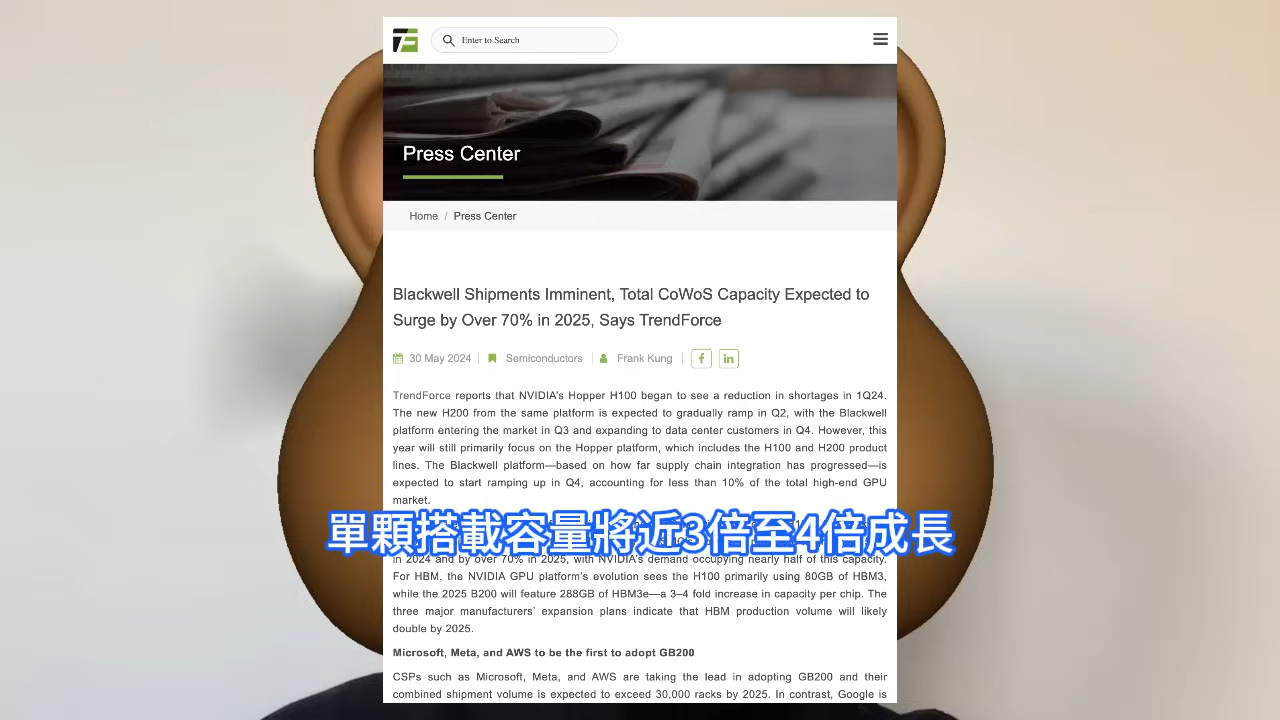 Enter to Search
Press Center
Home / Press Center
Blackwell Shipments Imminent, Total CoWoS Capacity Expected to
Surge by Over 70% in 2025, Says TrendForce
30 May 2024 | Semiconductors | Frank Kung
TrendForce reports that NVIDIA’s Hopper H100 began to see a reduction in shortages in 1Q24.
The new H200 from the same platform is expected to gradually ramp in Q2, with the Blackwell
platform entering the market in Q3 and expanding to data center customers in Q4. However, this
year will still primarily focus on the Hopper platform, which includes the H100 and H200 product
lines. The Blackwell platform—based on how far supply chain integration has progressed—is
expected to start ramping up in Q4, accounting for less than 10% of the total high-end GPU
market.
單顆搭載容量將近3倍至4倍成長
in 2024 and by over 70% in 2025, with NVIDIA’s demand occupying nearly half of this capacity.
For HBM, the NVIDIA GPU platform’s evolution sees the H100 primarily using 80GB of HBM3,
while the 2025 B200 will feature 288GB of HBM3e—a 3–4 fold increase in capacity per chip. The
three major manufacturers’ expansion plans indicate that HBM production volume will likely
double by 2025.
Microsoft, Meta, and AWS to be the first to adopt GB200
CSPs such as Microsoft, Meta, and AWS are taking the lead in adopting GB200 and their
combined shipment volume is expected to exceed 30,000 racks by 2025. In contrast, Google is